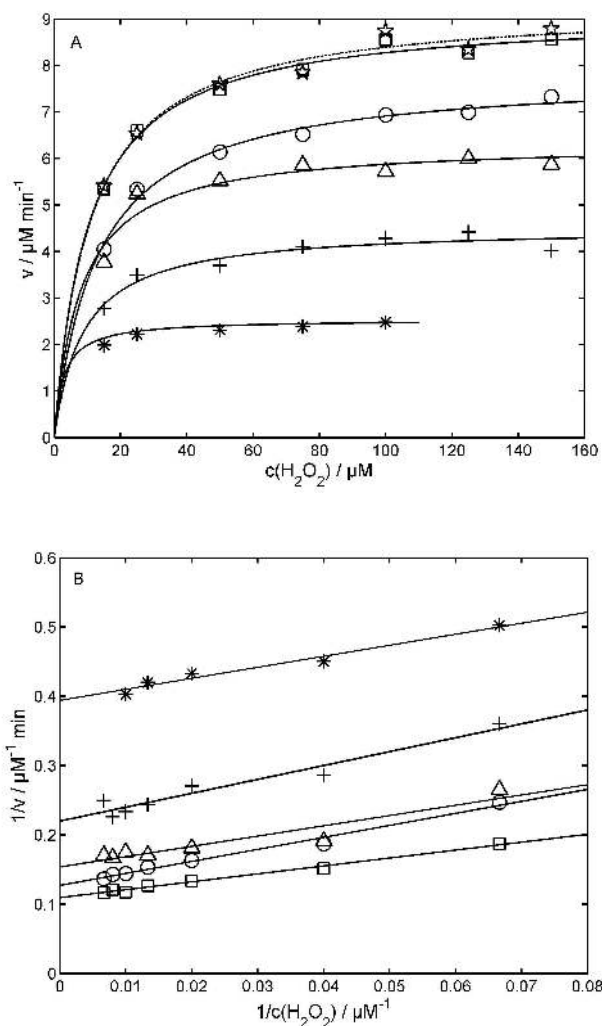 A
9
8
7
6
5
4
3
2
1
0
v / µM min⁻¹
0 20 40 60 80 100 120 140 160
c(H₂O₂) / µM
B
0.6
0.5
0.4
0.3
0.2
0.1
0
1/v / µM⁻¹ min
0 0.01 0.02 0.03 0.04 0.05 0.06 0.07 0.08
1/c(H₂O₂) / µM⁻¹